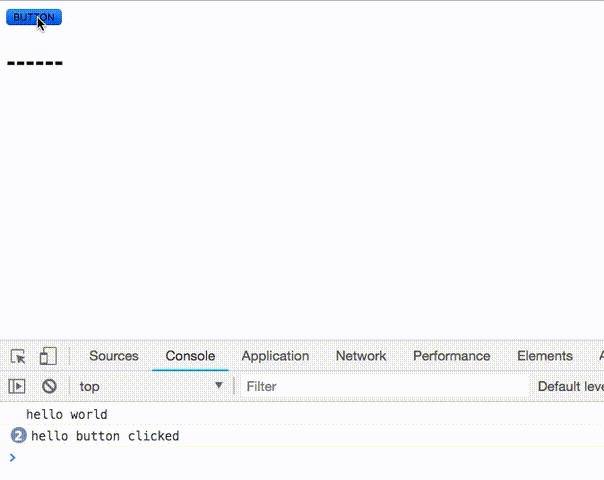 BUTTON
------
Sources Console Application Network Performance Elements A
top Filter Default leve
hello world
2 hello button clicked
>